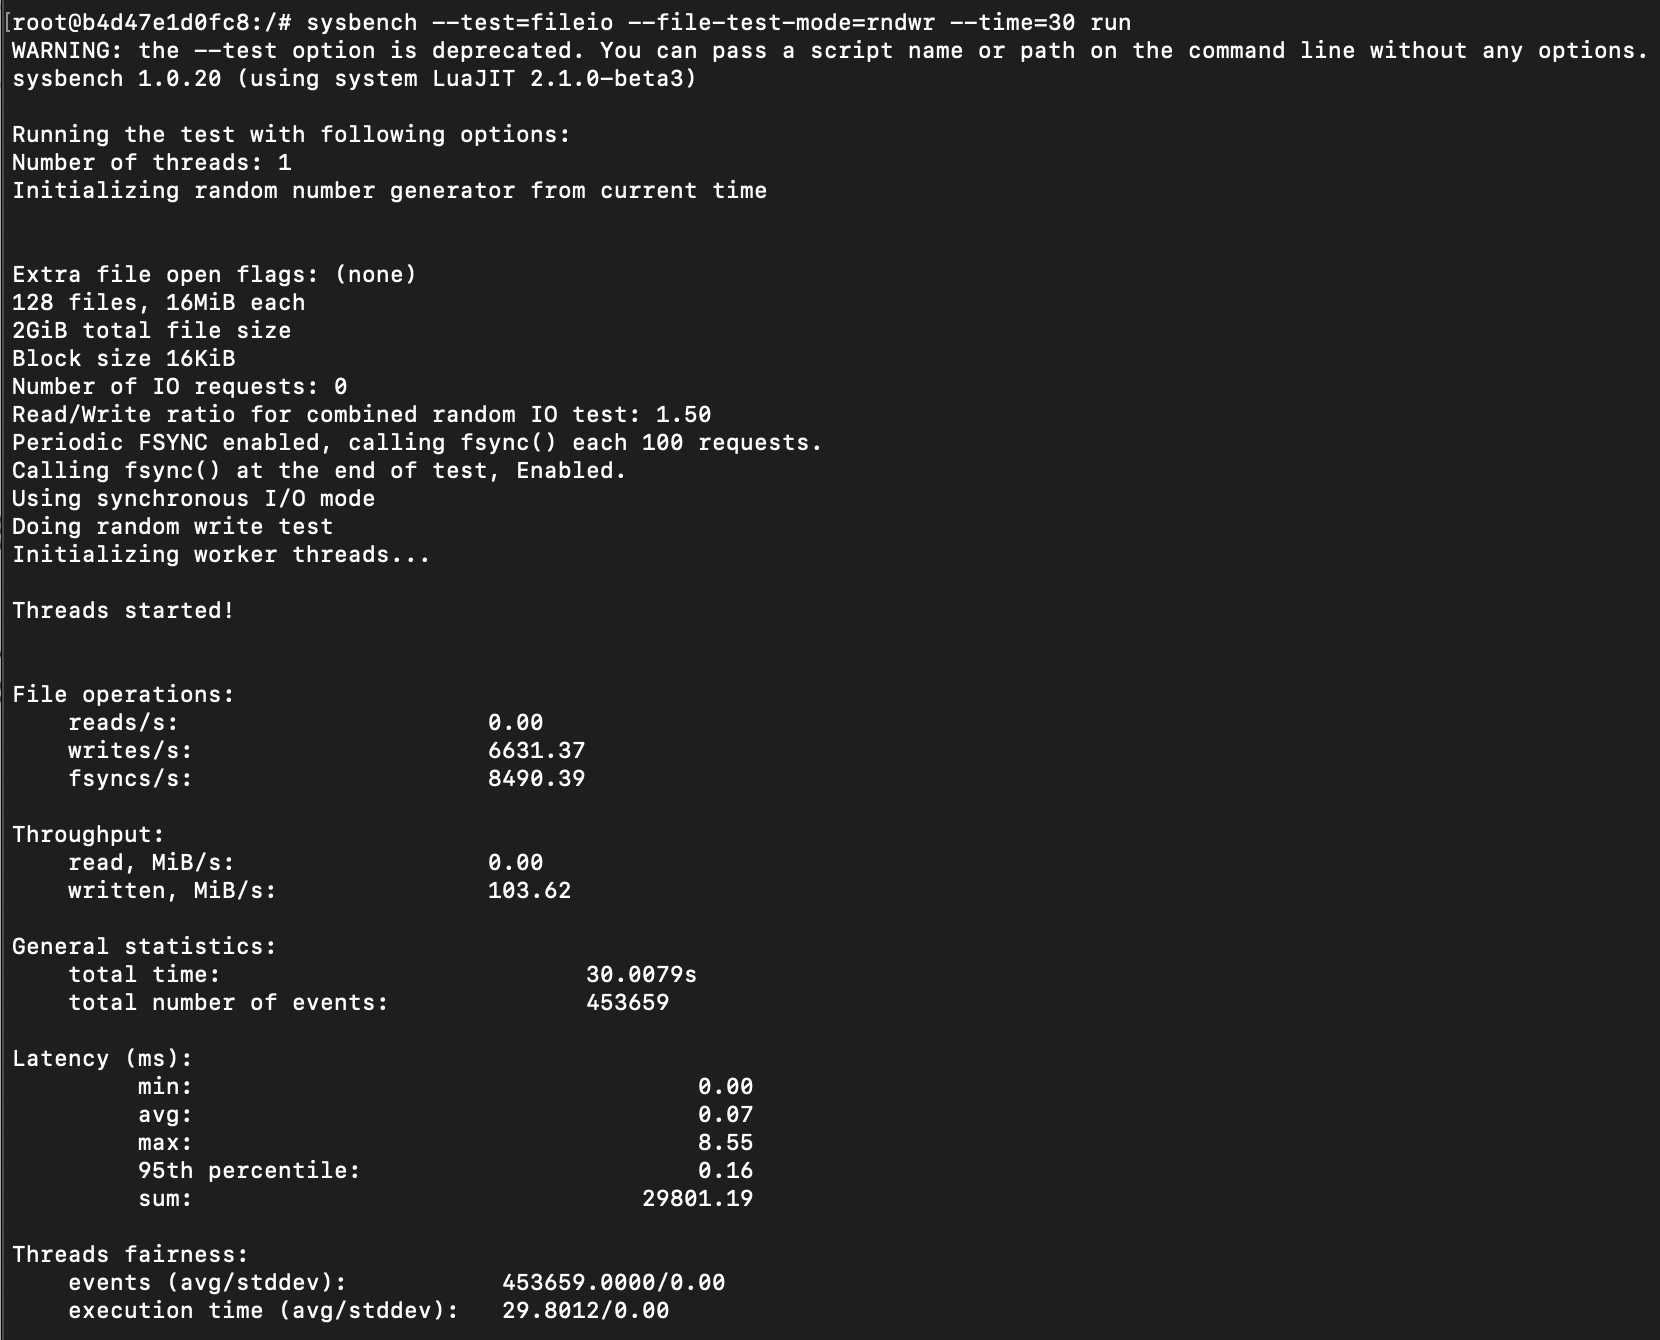 [root@b4d47e1d0fc8:/# sysbench --test=fileio --file-test-mode=rndwr --time=30 run
WARNING: the --test option is deprecated. You can pass a script name or path on the command line without any options.
sysbench 1.0.20 (using system LuaJIT 2.1.0-beta3)
Running the test with following options:
Number of threads: 1
Initializing random number generator from current time
Extra file open flags: (none)
128 files, 16MiB each
2GiB total file size
Block size 16KiB
Number of IO requests: 0
Read/Write ratio for combined random IO test: 1.50
Periodic FSYNC enabled, calling fsync() each 100 requests.
Calling fsync() at the end of test, Enabled.
Using synchronous I/O mode
Doing random write test
Initializing worker threads...
Threads started!
File operations:
reads/s: 0.00
writes/s: 6631.37
fsyncs/s: 8490.39
Throughput:
read, MiB/s: 0.00
written, MiB/s: 103.62
General statistics:
total time: 30.0079s
total number of events: 453659
Latency (ms):
min: 0.00
avg: 0.07
max: 8.55
95th percentile: 0.16
sum: 29801.19
Threads fairness:
events (avg/stddev): 453659.0000/0.00
execution time (avg/stddev): 29.8012/0.00